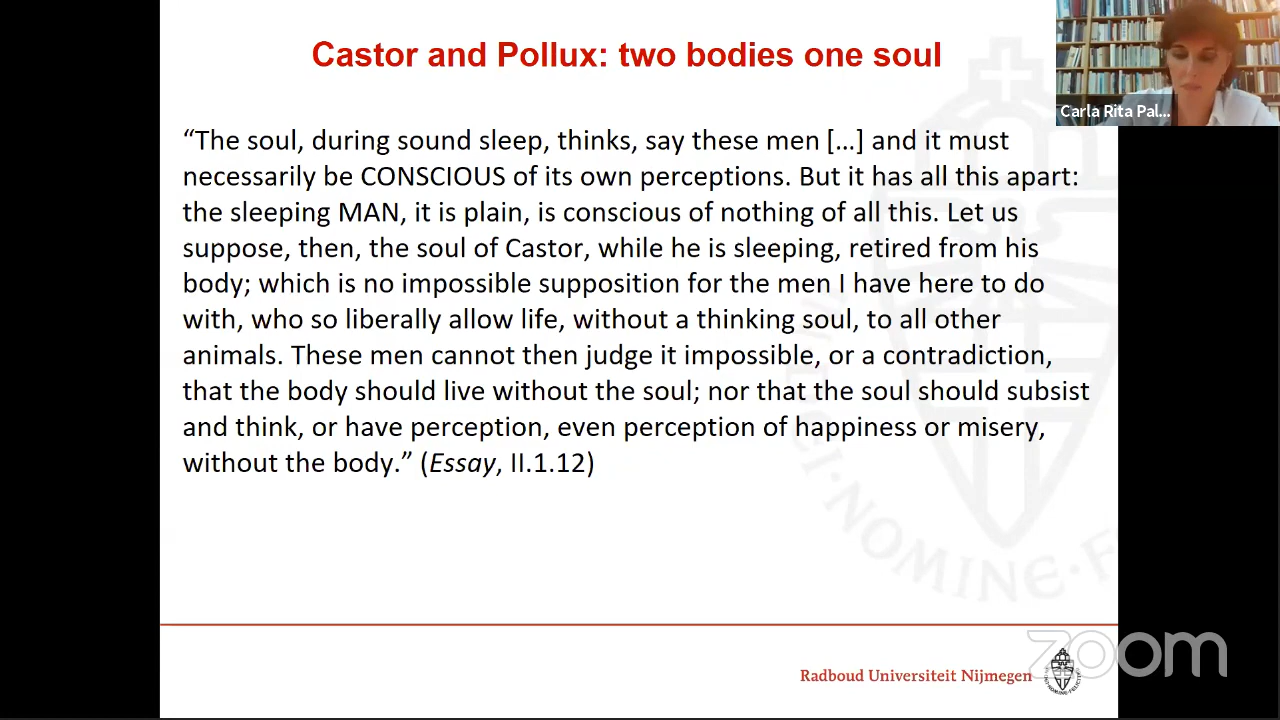 Castor and Pollux: two bodies one soul
Carla Rita Pal...
“The soul, during sound sleep, thinks, say these men […] and it must
necessarily be CONSCIOUS of its own perceptions. But it has all this apart:
the sleeping MAN, it is plain, is conscious of nothing of all this. Let us
suppose, then, the soul of Castor, while he is sleeping, retired from his
body; which is no impossible supposition for the men I have here to do
with, who so liberally allow life, without a thinking soul, to all other
animals. These men cannot then judge it impossible, or a contradiction,
that the body should live without the soul; nor that the soul should subsist
and think, or have perception, even perception of happiness or misery,
without the body.” (Essay, II.1.12)
NOMINE
zoom
Radboud Universiteit Nijmegen